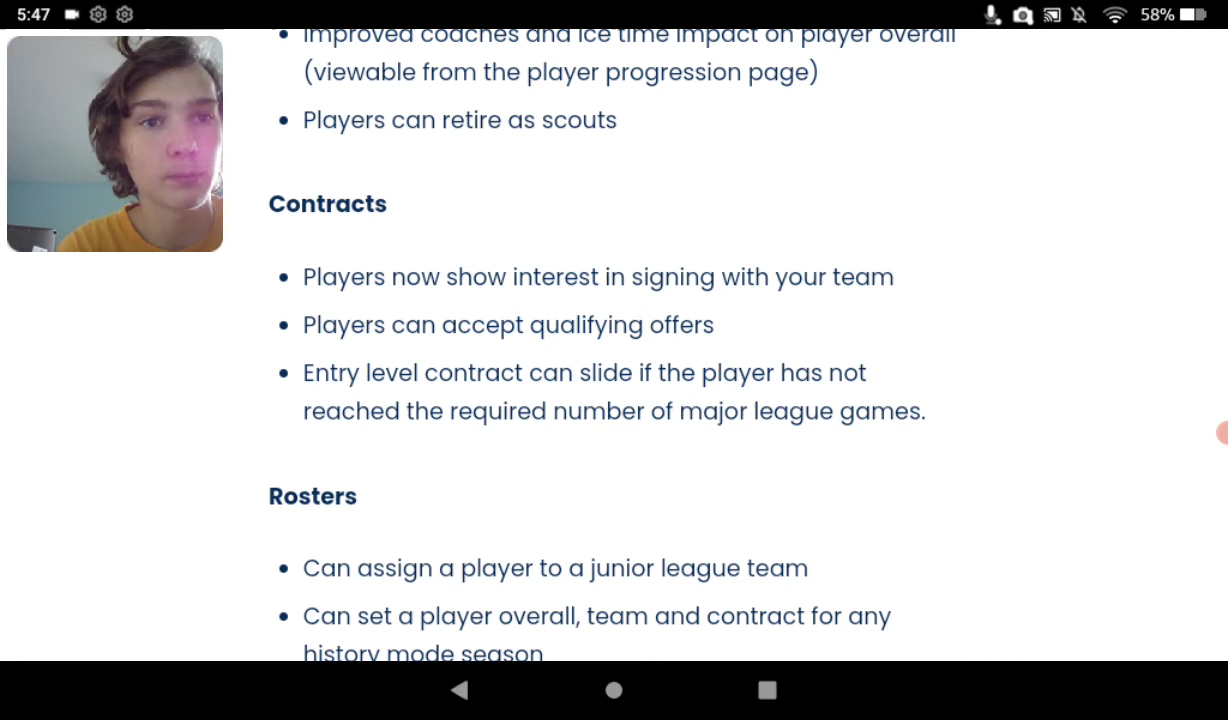 5:47
58%
Improved coaches and ice time impact on player overall
(viewable from the player progression page)
Players can retire as scouts
Contracts
Players now show interest in signing with your team
Players can accept qualifying offers
Entry level contract can slide if the player has not
reached the required number of major league games.
Rosters
Can assign a player to a junior league team
Can set a player overall, team and contract for any
history mode season